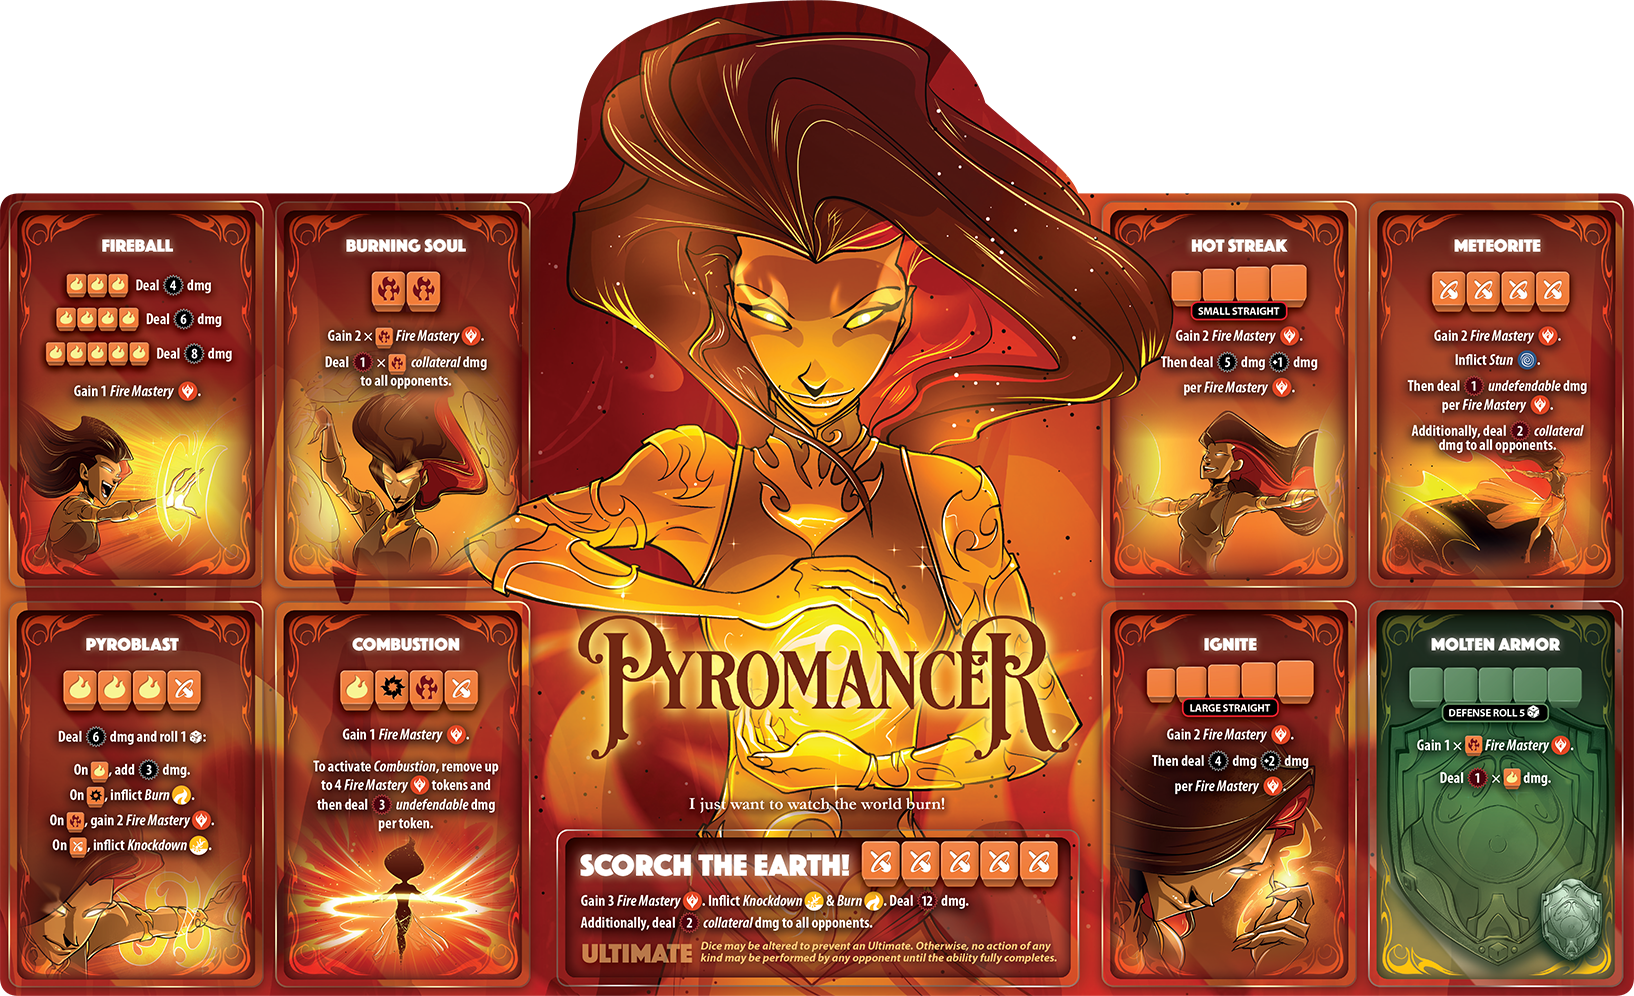 FIREBALL
Deal 4 dmg
Deal 6 dmg
Deal 8 dmg
Gain 1 Fire Mastery .
BURNING SOUL
Gain 2 × Fire Mastery .
Deal 1 × collateral dmg
to all opponents.
HOT STREAK
SMALL STRAIGHT
Gain 2 Fire Mastery .
Then deal 5 dmg +1 dmg
per Fire Mastery .
METEORITE
Gain 2 Fire Mastery .
Inflict Stun .
Then deal 1 undefendable dmg
per Fire Mastery .
Additionally, deal 2 collateral
dmg to all opponents.
PYROBLAST
Deal 6 dmg and roll 1 :
On , add 3 dmg.
On , inflict Burn .
On , gain 2 Fire Mastery .
On , inflict Knockdown .
COMBUSTION
Gain 1 Fire Mastery .
To activate Combustion, remove up
to 4 Fire Mastery tokens and
then deal 3 undefendable dmg
per token.
PYROMANCER
I just want to watch the world burn!
SCORCH THE EARTH!
Gain 3 Fire Mastery . Inflict Knockdown & Burn . Deal 12 dmg.
Additionally, deal 2 collateral dmg to all opponents.
ULTIMATE Dice may be altered to prevent an Ultimate. Otherwise, no action of any
kind may be performed by any opponent until the ability fully completes.
IGNITE
LARGE STRAIGHT
Gain 2 Fire Mastery .
Then deal 4 dmg +2 dmg
per Fire Mastery .
MOLTEN ARMOR
DEFENSE ROLL 5
Gain 1 × Fire Mastery .
Deal 1 × dmg.